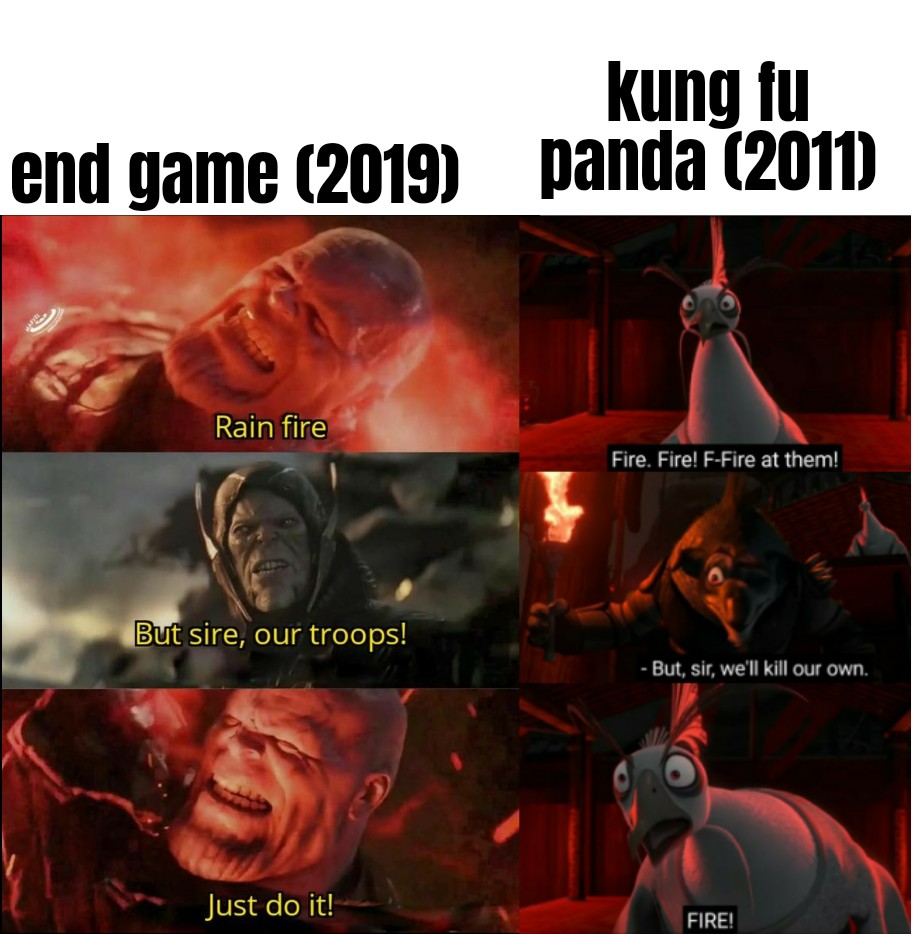 end game (2019)
kung fu
panda (2011)
Rain fire
But sire, our troops!
Just do it!
Fire. Fire! F-Fire at them!
- But, sir, we'll kill our own.
FIRE!